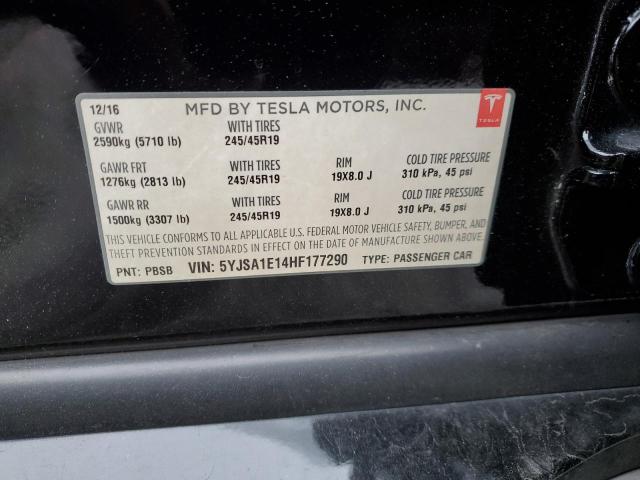 12/16 MFD BY TESLA MOTORS, INC.
TESLA
GVWR WITH TIRES
2590kg (5710 lb) 245/45R19
GAWR FRT WITH TIRES RIM COLD TIRE PRESSURE
1276kg (2813 lb) 245/45R19 19X8.0 J 310 kPa, 45 psi
GAWR RR WITH TIRES RIM COLD TIRE PRESSURE
1500kg (3307 lb) 245/45R19 19X8.0 J 310 kPa, 45 psi
THIS VEHICLE CONFORMS TO ALL APPLICABLE U.S. FEDERAL MOTOR VEHICLE SAFETY, BUMPER, AND
THEFT PREVENTION STANDARDS IN EFFECT ON THE DATE OF MANUFACTURE SHOWN ABOVE.
PNT: PBSB VIN: 5YJSA1E14HF177290 TYPE: PASSENGER CAR